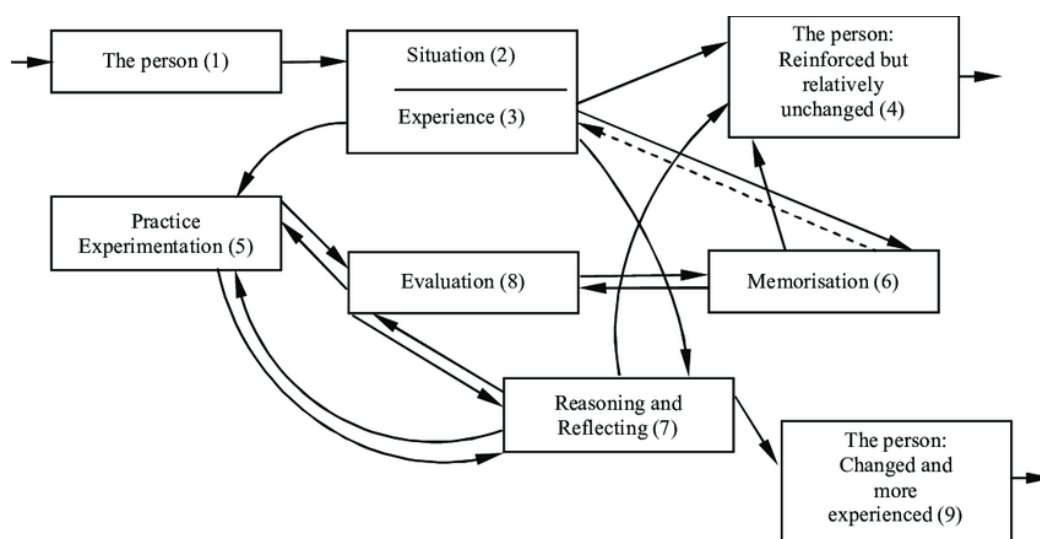 The person (1)
Situation (2)
Experience (3)
The person:
Reinforced but
relatively
unchanged (4)
Practice
Experimentation (5)
Evaluation (8)
Memorisation (6)
Reasoning and
Reflecting (7)
The person:
Changed and
more
experienced (9)